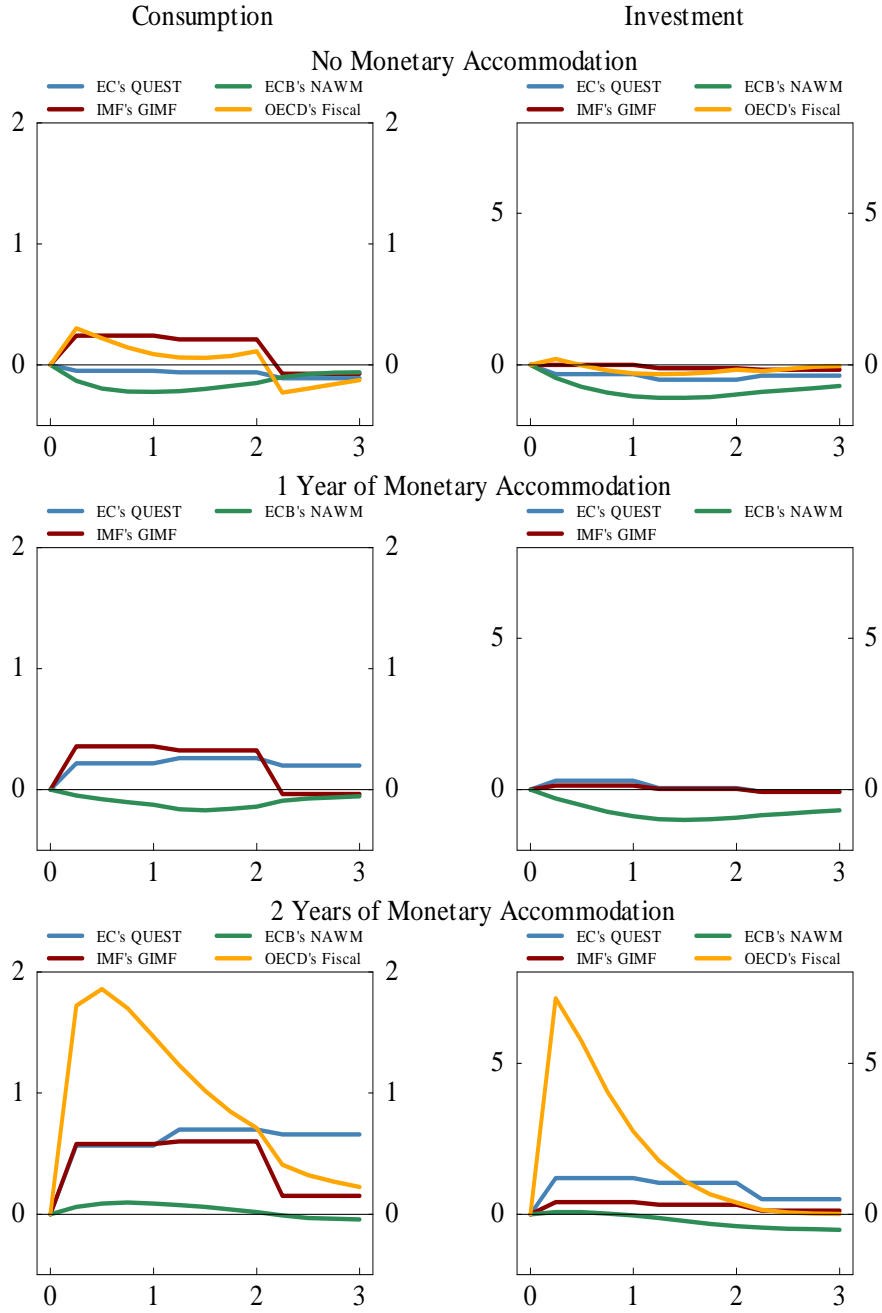 Consumption Investment
No Monetary Accommodation
EC's QUEST ECB's NAWM EC's QUEST ECB's NAWM
IMF's GIMF OECD's Fiscal IMF's GIMF OECD's Fiscal
2 2
5 5
1 1
0 0 0 0
0 1 2 3 0 1 2 3
1 Year of Monetary Accommodation
EC's QUEST ECB's NAWM EC's QUEST ECB's NAWM
IMF's GIMF IMF's GIMF
2 2
5 5
1 1
0 0 0 0
0 1 2 3 0 1 2 3
2 Years of Monetary Accommodation
EC's QUEST ECB's NAWM EC's QUEST ECB's NAWM
IMF's GIMF OECD's Fiscal IMF's GIMF OECD's Fiscal
2 2
5 5
1 1
0 0 0 0
0 1 2 3 0 1 2 3